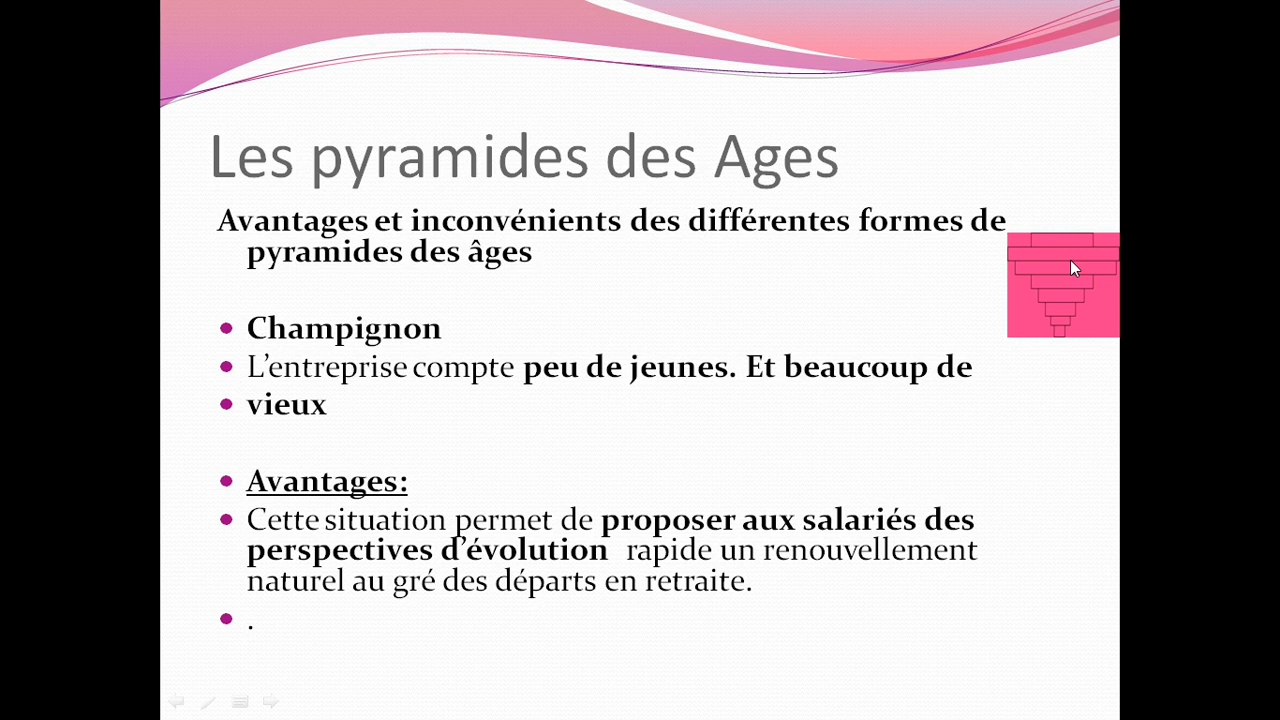 Les pyramides des Ages
Avantages et inconvénients des différentes formes de
pyramides des âges
Champignon
L’entreprise compte peu de jeunes. Et beaucoup de
vieux
Avantages:
Cette situation permet de proposer aux salariés des
perspectives d’évolution rapide un renouvellement
naturel au gré des départs en retraite.
.